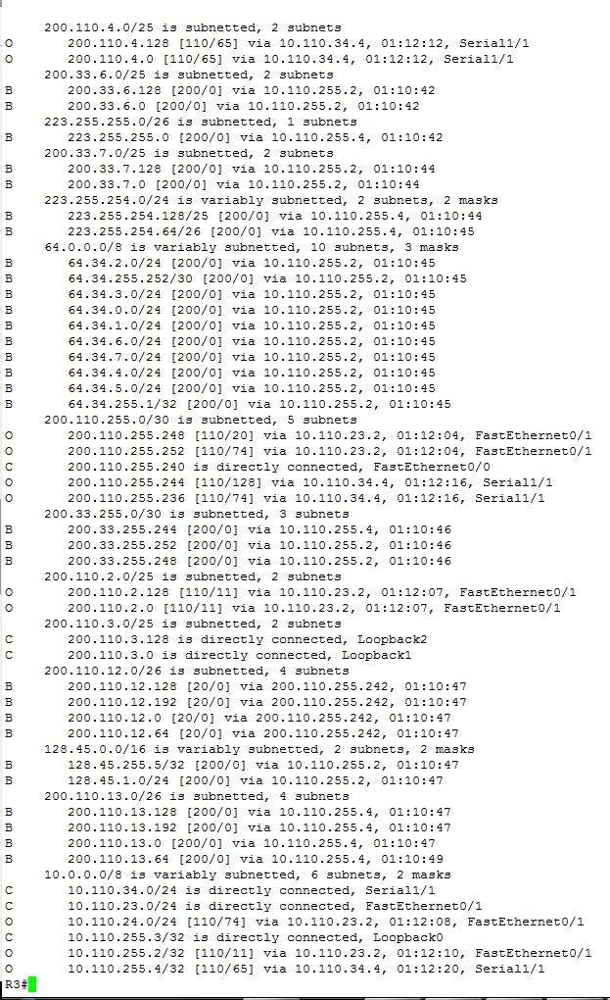 200.110.4.0/25 is subnetted, 2 subnets
O       200.110.4.128 [110/65] via 10.110.34.4, 01:12:12, Serial1/1
O       200.110.4.0 [110/65] via 10.110.34.4, 01:12:12, Serial1/1
     200.33.6.0/25 is subnetted, 2 subnets
B       200.33.6.128 [200/0] via 10.110.255.2, 01:10:42
B       200.33.6.0 [200/0] via 10.110.255.2, 01:10:42
     223.255.255.0/26 is subnetted, 1 subnets
B       223.255.255.0 [200/0] via 10.110.255.4, 01:10:42
     200.33.7.0/25 is subnetted, 2 subnets
B       200.33.7.128 [200/0] via 10.110.255.2, 01:10:44
B       200.33.7.0 [200/0] via 10.110.255.2, 01:10:44
     223.255.254.0/24 is variably subnetted, 2 subnets, 2 masks
B       223.255.254.128/25 [200/0] via 10.110.255.4, 01:10:44
B       223.255.254.64/26 [200/0] via 10.110.255.4, 01:10:45
     64.0.0.0/8 is variably subnetted, 10 subnets, 3 masks
B       64.34.2.0/24 [200/0] via 10.110.255.2, 01:10:45
B       64.34.255.252/30 [200/0] via 10.110.255.2, 01:10:45
B       64.34.3.0/24 [200/0] via 10.110.255.2, 01:10:45
B       64.34.0.0/24 [200/0] via 10.110.255.2, 01:10:45
B       64.34.1.0/24 [200/0] via 10.110.255.2, 01:10:45
B       64.34.6.0/24 [200/0] via 10.110.255.2, 01:10:45
B       64.34.7.0/24 [200/0] via 10.110.255.2, 01:10:45
B       64.34.4.0/24 [200/0] via 10.110.255.2, 01:10:45
B       64.34.5.0/24 [200/0] via 10.110.255.2, 01:10:45
B       64.34.255.1/32 [200/0] via 10.110.255.2, 01:10:45
     200.110.255.0/30 is subnetted, 5 subnets
O       200.110.255.248 [110/20] via 10.110.23.2, 01:12:04, FastEthernet0/1
O       200.110.255.252 [110/74] via 10.110.23.2, 01:12:04, FastEthernet0/1
C       200.110.255.240 is directly connected, FastEthernet0/0
O       200.110.255.244 [110/128] via 10.110.34.4, 01:12:16, Serial1/1
O       200.110.255.236 [110/74] via 10.110.34.4, 01:12:16, Serial1/1
     200.33.255.0/30 is subnetted, 3 subnets
B       200.33.255.244 [200/0] via 10.110.255.4, 01:10:46
B       200.33.255.252 [200/0] via 10.110.255.2, 01:10:46
B       200.33.255.248 [200/0] via 10.110.255.2, 01:10:46
     200.110.2.0/25 is subnetted, 2 subnets
O       200.110.2.128 [110/11] via 10.110.23.2, 01:12:07, FastEthernet0/1
O       200.110.2.0 [110/11] via 10.110.23.2, 01:12:07, FastEthernet0/1
     200.110.3.0/25 is subnetted, 2 subnets
C       200.110.3.128 is directly connected, Loopback2
C       200.110.3.0 is directly connected, Loopback1
     200.110.12.0/26 is subnetted, 4 subnets
B       200.110.12.128 [20/0] via 200.110.255.242, 01:10:47
B       200.110.12.192 [20/0] via 200.110.255.242, 01:10:47
B       200.110.12.0 [20/0] via 200.110.255.242, 01:10:47
B       200.110.12.64 [20/0] via 200.110.255.242, 01:10:47
     128.45.0.0/16 is variably subnetted, 2 subnets, 2 masks
B       128.45.255.5/32 [200/0] via 10.110.255.2, 01:10:47
B       128.45.1.0/24 [200/0] via 10.110.255.2, 01:10:47
     200.110.13.0/26 is subnetted, 4 subnets
B       200.110.13.128 [200/0] via 10.110.255.4, 01:10:47
B       200.110.13.192 [200/0] via 10.110.255.4, 01:10:47
B       200.110.13.0 [200/0] via 10.110.255.4, 01:10:47
B       200.110.13.64 [200/0] via 10.110.255.4, 01:10:49
     10.0.0.0/8 is variably subnetted, 6 subnets, 2 masks
C       10.110.34.0/24 is directly connected, Serial1/1
C       10.110.23.0/24 is directly connected, FastEthernet0/1
O       10.110.24.0/24 [110/74] via 10.110.23.2, 01:12:08, FastEthernet0/1
C       10.110.255.3/32 is directly connected, Loopback0
O       10.110.255.2/32 [110/11] via 10.110.23.2, 01:12:10, FastEthernet0/1
O       10.110.255.4/32 [110/65] via 10.110.34.4, 01:12:20, Serial1/1
R3#